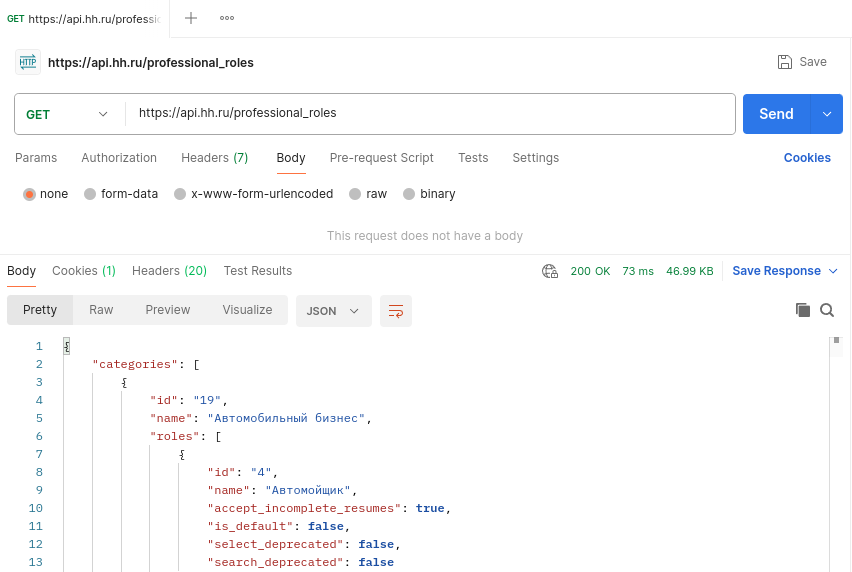 GET https://api.hh.ru/professio
https://api.hh.ru/professional_roles Save
GET https://api.hh.ru/professional_roles Send
Params Authorization Headers (7) Body Pre-request Script Tests Settings Cookies
none form-data x-www-form-urlencoded raw binary
This request does not have a body
Body Cookies (1) Headers (20) Test Results 200 OK 73 ms 46.99 KB Save Response
Pretty Raw Preview Visualize JSON
1 {
2 "categories": [
3 {
4 "id": "19",
5 "name": "Автомобильный бизнес",
6 "roles": [
7 {
8 "id": "4",
9 "name": "Автомойщик",
10 "accept_incomplete_resumes": true,
11 "is_default": false,
12 "select_deprecated": false,
13 "search_deprecated": false